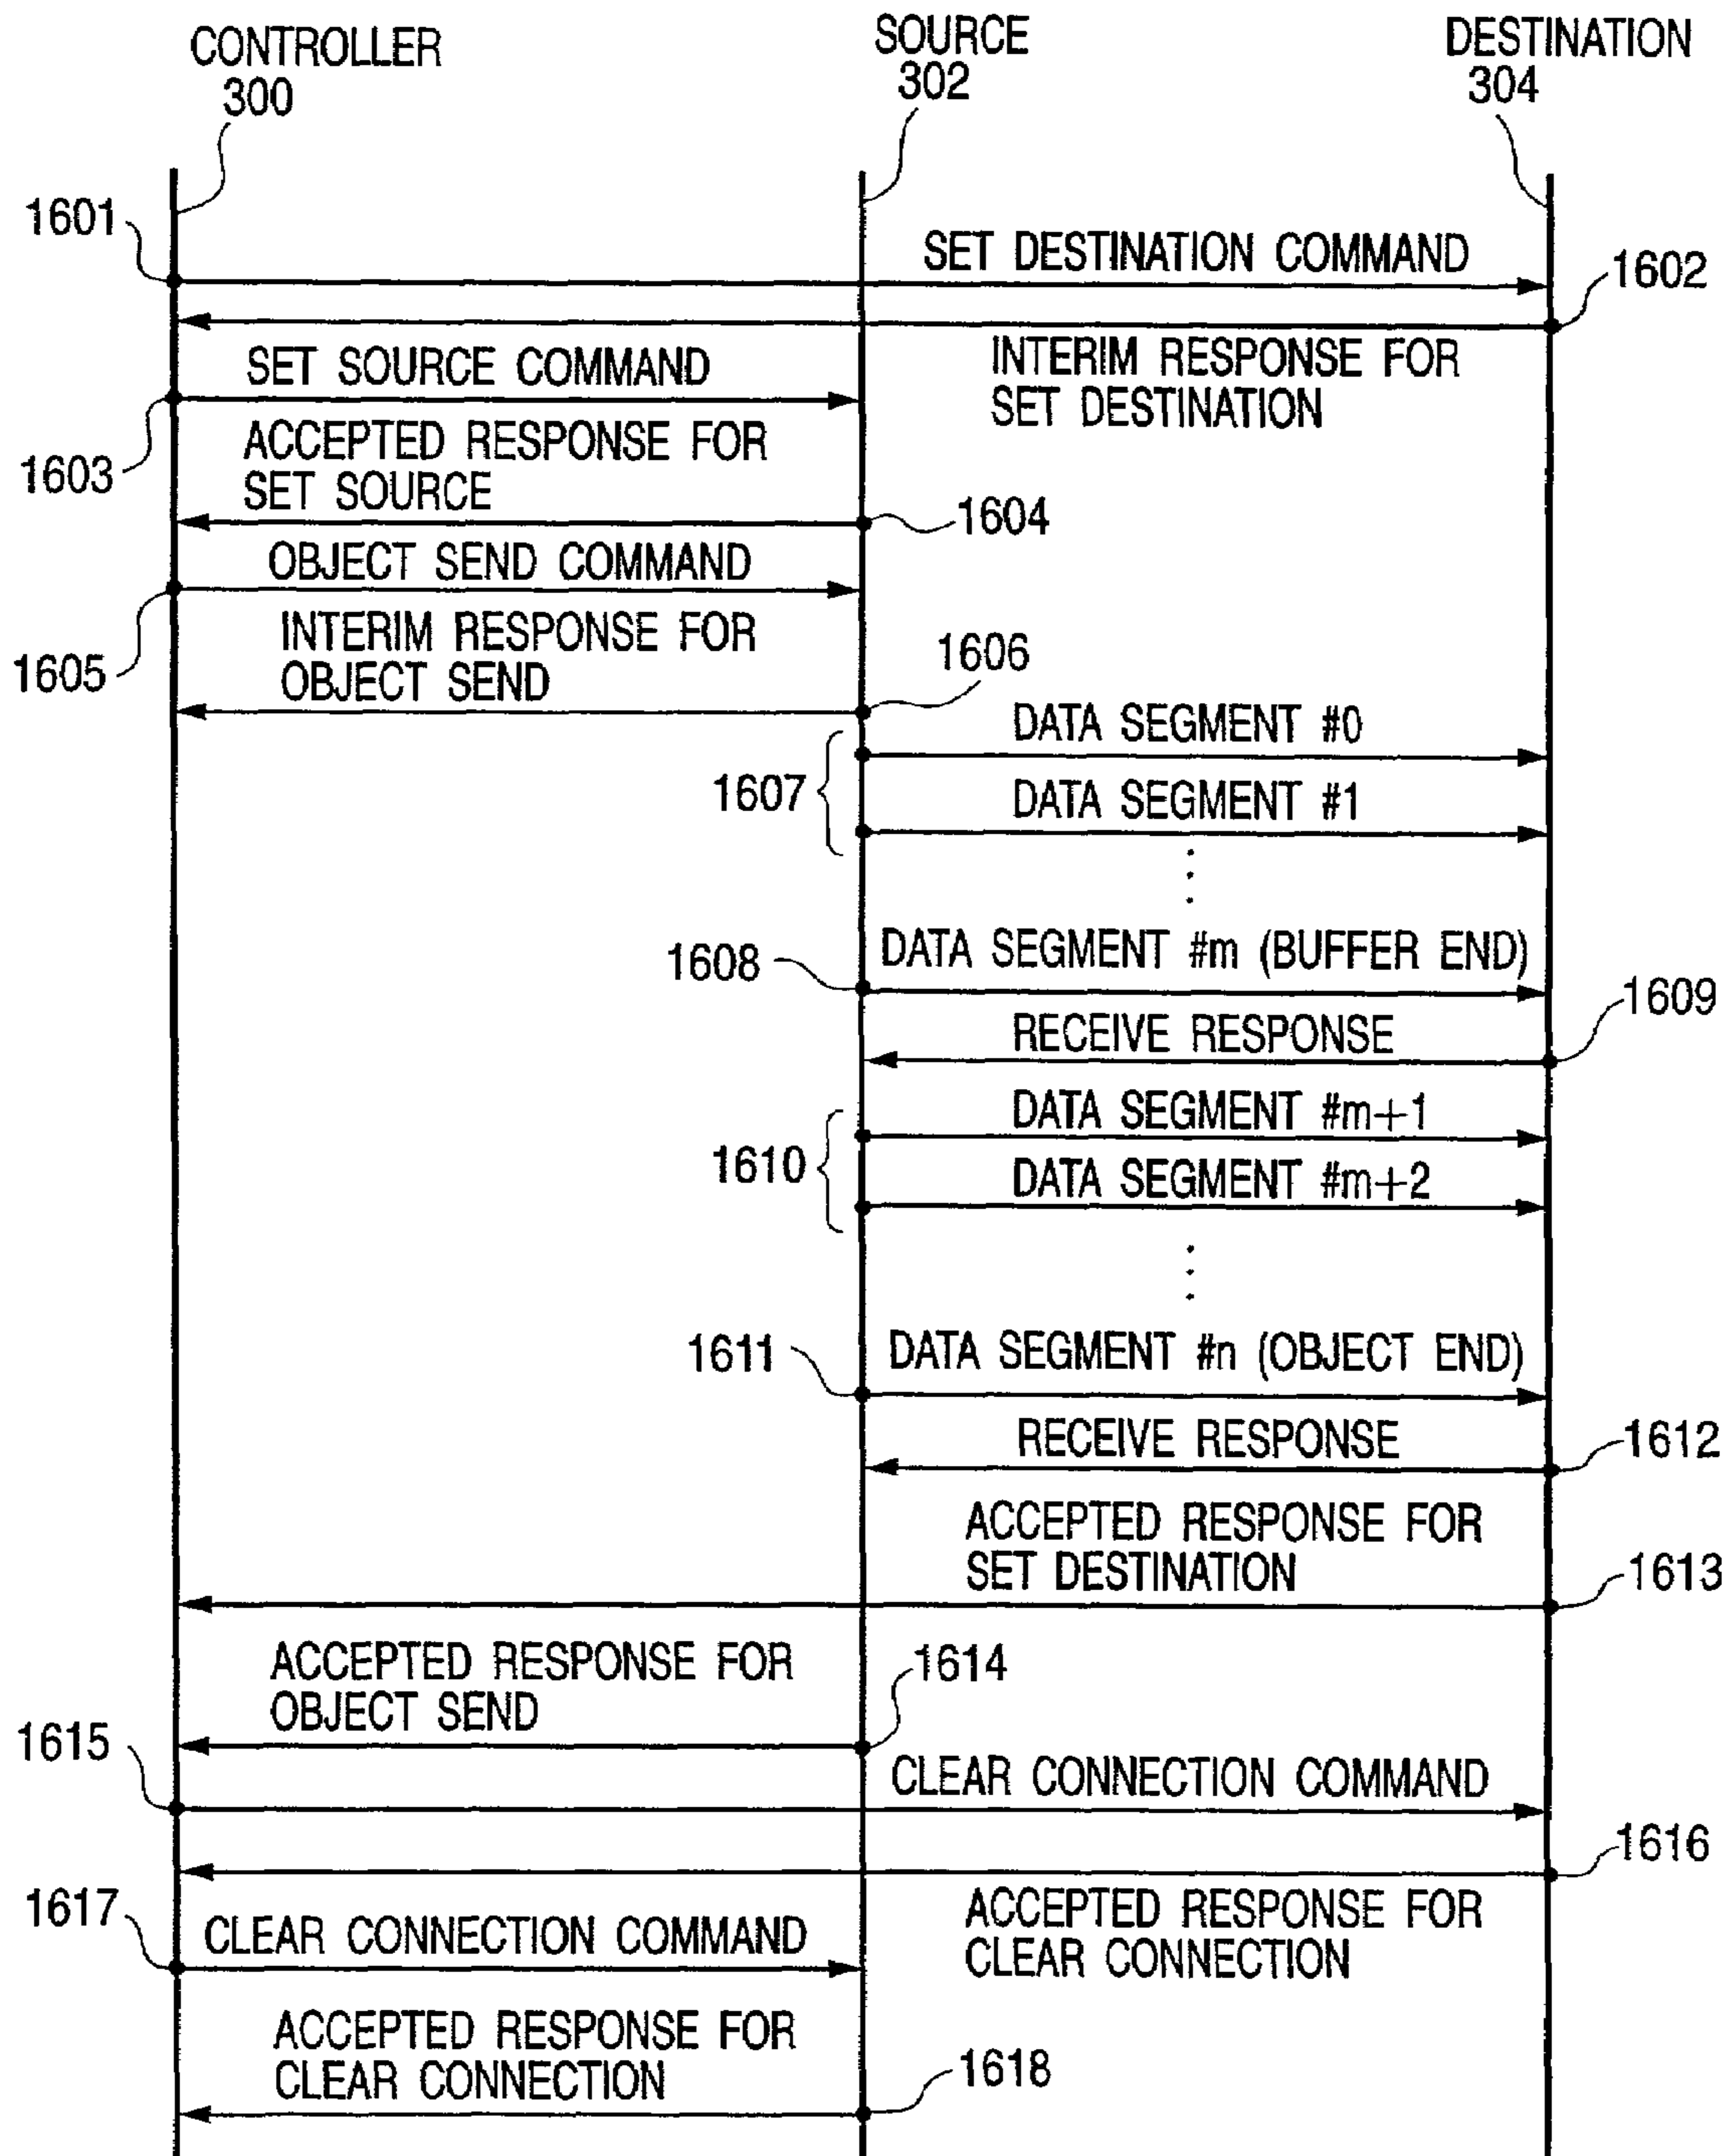 CONTROLLER
300
SOURCE
302
DESTINATION
304
1601
SET DESTINATION COMMAND
1602
INTERIM RESPONSE FOR
SET DESTINATION
SET SOURCE COMMAND
1603
ACCEPTED RESPONSE FOR
SET SOURCE
1604
OBJECT SEND COMMAND
1605
INTERIM RESPONSE FOR
OBJECT SEND
1606
DATA SEGMENT #0
1607
DATA SEGMENT #1
DATA SEGMENT #m (BUFFER END)
1608
1609
RECEIVE RESPONSE
DATA SEGMENT #m+1
1610
DATA SEGMENT #m+2
1611
DATA SEGMENT #n (OBJECT END)
RECEIVE RESPONSE
1612
ACCEPTED RESPONSE FOR
SET DESTINATION
1613
ACCEPTED RESPONSE FOR
OBJECT SEND
1614
1615
CLEAR CONNECTION COMMAND
1616
ACCEPTED RESPONSE FOR
CLEAR CONNECTION
1617
CLEAR CONNECTION COMMAND
ACCEPTED RESPONSE FOR
CLEAR CONNECTION
1618